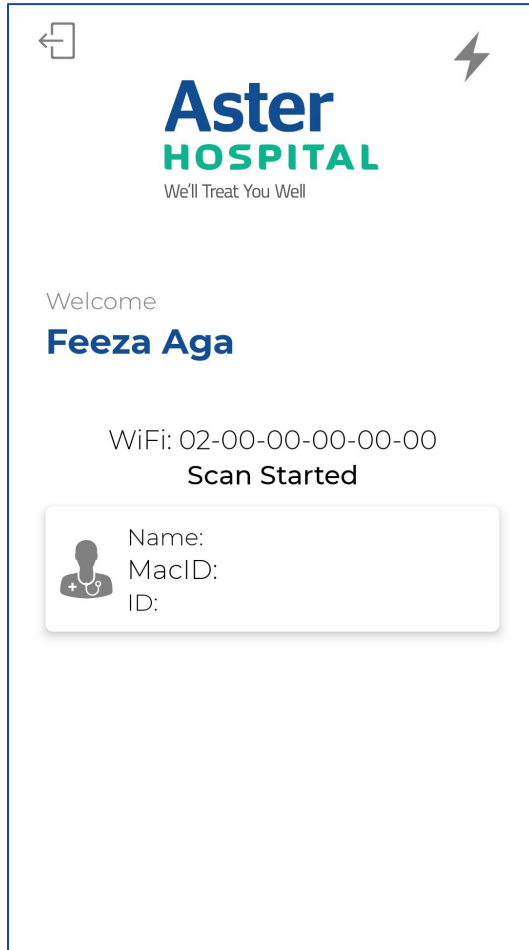 Aster
HOSPITAL
We'll Treat You Well
Welcome
Feeza Aga
WiFi: 02-00-00-00-00-00
Scan Started
Name:
MacID:
ID: